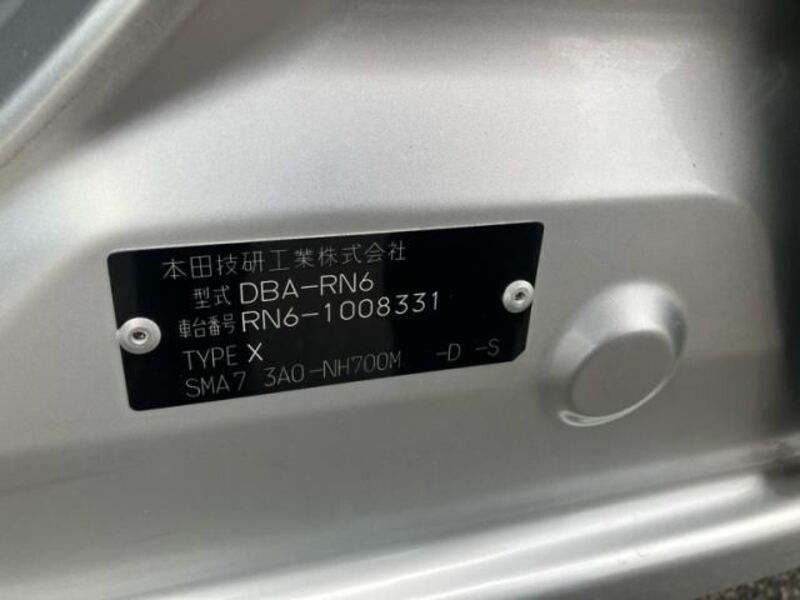 本田技研工業株式会社
型式 DBA-RN6
車台番号 RN6-1008331
TYPE X
SMA7 3A0-NH700M -D -S